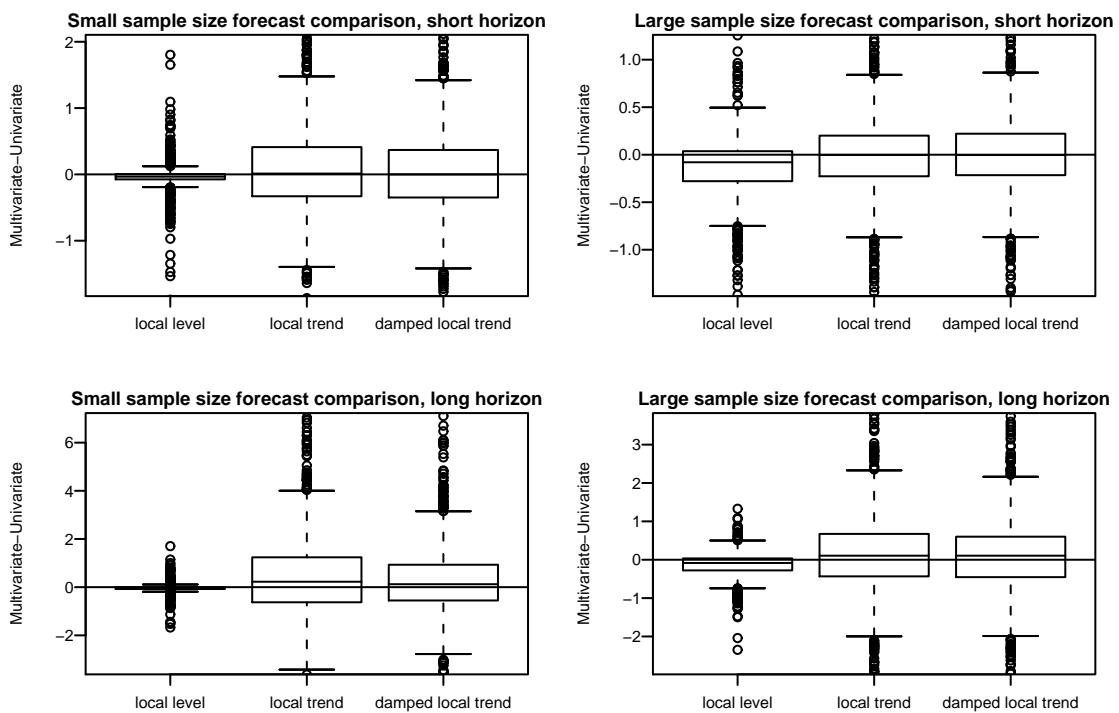 Small sample size forecast comparison, short horizon
Multivariate−Univariate
2
1
0
−1
local level
local trend
damped local trend
Large sample size forecast comparison, short horizon
Multivariate−Univariate
1.0
0.5
0.0
−0.5
−1.0
local level
local trend
damped local trend
Small sample size forecast comparison, long horizon
Multivariate−Univariate
6
4
2
0
−2
local level
local trend
damped local trend
Large sample size forecast comparison, long horizon
Multivariate−Univariate
3
2
1
0
−1
−2
local level
local trend
damped local trend